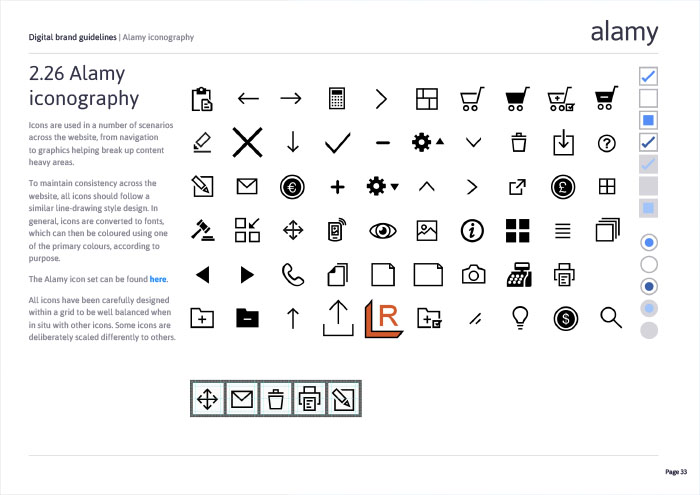 Digital brand guidelines | Alamy iconography
alamy
2.26 Alamy
iconography
Icons are used in a number of scenarios
across the website, from navigation
to graphics helping break up content
heavy areas.
To maintain consistency across the
website, all icons should follow a
similar line-drawing style design. In
general, icons are converted to fonts,
which can then be coloured using one
of the primary colours, according to
purpose.
The Alamy icon set can be found here.
All icons have been carefully designed
within a grid to be well balanced when
in situ with other icons. Some icons are
deliberately scaled differently to others.
?
€
£
i
R
$
Page 33